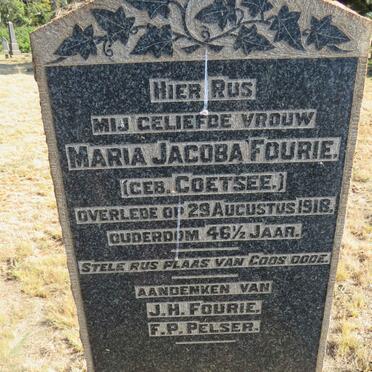 HIER RUS
MIJ GELIEFDE VROUW
MARIA JACOBA FOURIE.
(GEB. COETSEE.)
OVERLEDE OP 29 AUGUSTUS 1918.
OUDERDOM 46½ JAAR.
STELE RUS PLAAS VAN GODS DODE.
AANDENKEN VAN
J.H. FOURIE.
F.P. PELSER.